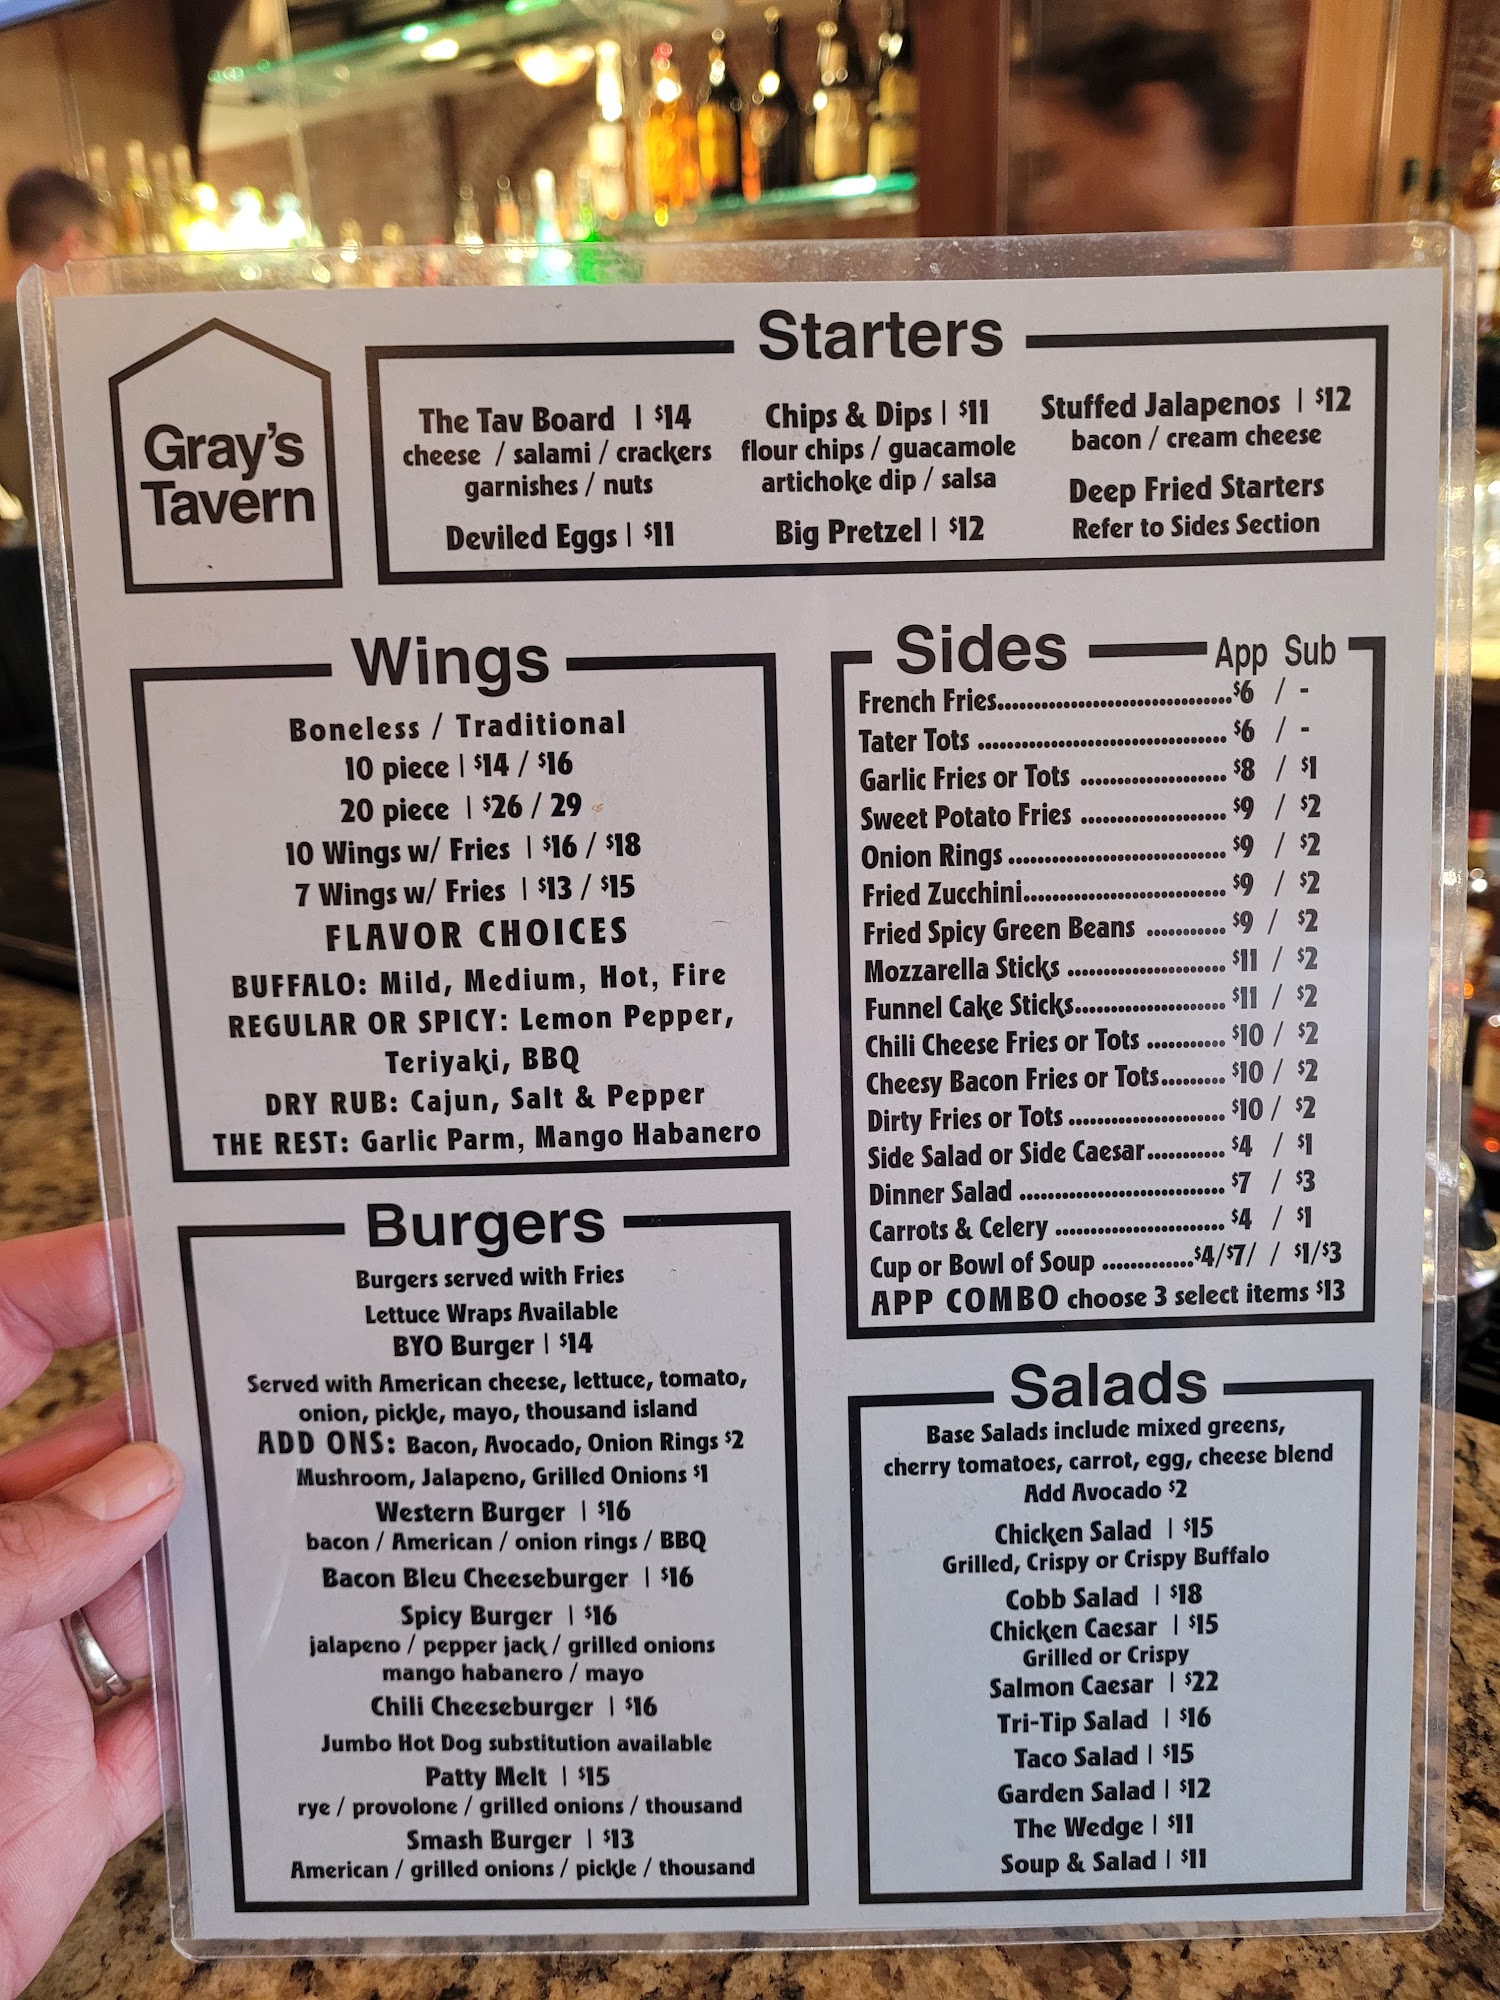 Gray's
Tavern
Starters
The Tav Board | $14
cheese / salami / crackers
garnishes / nuts
Deviled Eggs | $11
Chips & Dips | $11
flour chips / guacamole
artichoke dip / salsa
Big Pretzel | $12
Stuffed Jalapenos | $12
bacon / cream cheese
Deep Fried Starters
Refer to Sides Section
Wings
Boneless / Traditional
10 piece | $14 / $16
20 piece | $26 / 29
10 Wings w/ Fries | $16 / $18
7 Wings w/ Fries | $13 / $15
FLAVOR CHOICES
BUFFALO: Mild, Medium, Hot, Fire
REGULAR OR SPICY: Lemon Pepper,
Teriyaki, BBQ
DRY RUB: Cajun, Salt & Pepper
THE REST: Garlic Parm, Mango Habanero
Burgers
Burgers served with Fries
Lettuce Wraps Available
BYO Burger | $14
Served with American cheese, lettuce, tomato,
onion, pickle, mayo, thousand island
ADD ONS: Bacon, Avocado, Onion Rings $2
Mushroom, Jalapeno, Grilled Onions $1
Western Burger | $16
bacon / American / onion rings / BBQ
Bacon Bleu Cheeseburger | $16
Spicy Burger | $16
jalapeno / pepper jack / grilled onions
mango habanero / mayo
Chili Cheeseburger | $16
Jumbo Hot Dog substitution available
Patty Melt | $15
rye / provolone / grilled onions / thousand
Smash Burger | $13
American / grilled onions / pickle / thousand
Sides App Sub
French Fries................................$6 / -
Tater Tots .................................. $6 / -
Garlic Fries or Tots .................... $8 / $1
Sweet Potato Fries .................... $9 / $2
Onion Rings .............................. $9 / $2
Fried Zucchini............................ $9 / $2
Fried Spicy Green Beans ........... $9 / $2
Mozzarella Sticks ...................... $11 / $2
Funnel Cake Sticks..................... $11 / $2
Chili Cheese Fries or Tots ........... $10 / $2
Cheesy Bacon Fries or Tots......... $10 / $2
Dirty Fries or Tots ...................... $10 / $2
Side Salad or Side Caesar........... $4 / $1
Dinner Salad ............................. $7 / $3
Carrots & Celery ........................ $4 / $1
Cup or Bowl of Soup .............$4/$7/ / $1/$3
APP COMBO choose 3 select items $13
Salads
Base Salads include mixed greens,
cherry tomatoes, carrot, egg, cheese blend
Add Avocado $2
Chicken Salad | $15
Grilled, Crispy or Crispy Buffalo
Cobb Salad | $18
Chicken Caesar | $15
Grilled or Crispy
Salmon Caesar | $22
Tri-Tip Salad | $16
Taco Salad | $15
Garden Salad | $12
The Wedge | $11
Soup & Salad | $11